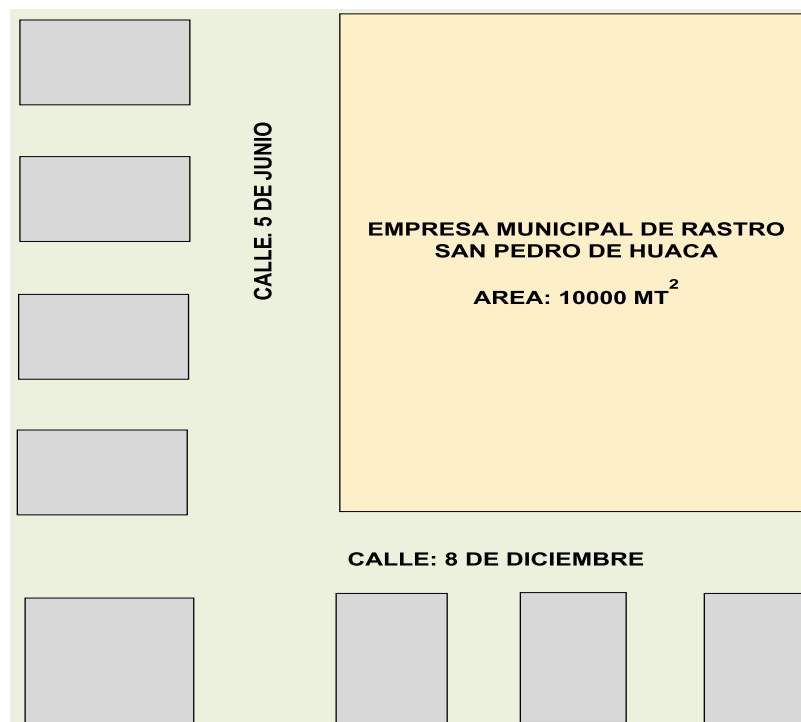 CALLE. 5 DE JUNIO
EMPRESA MUNICIPAL DE RASTRO
SAN PEDRO DE HUACA
AREA: 10000 MT²
CALLE: 8 DE DICIEMBRE